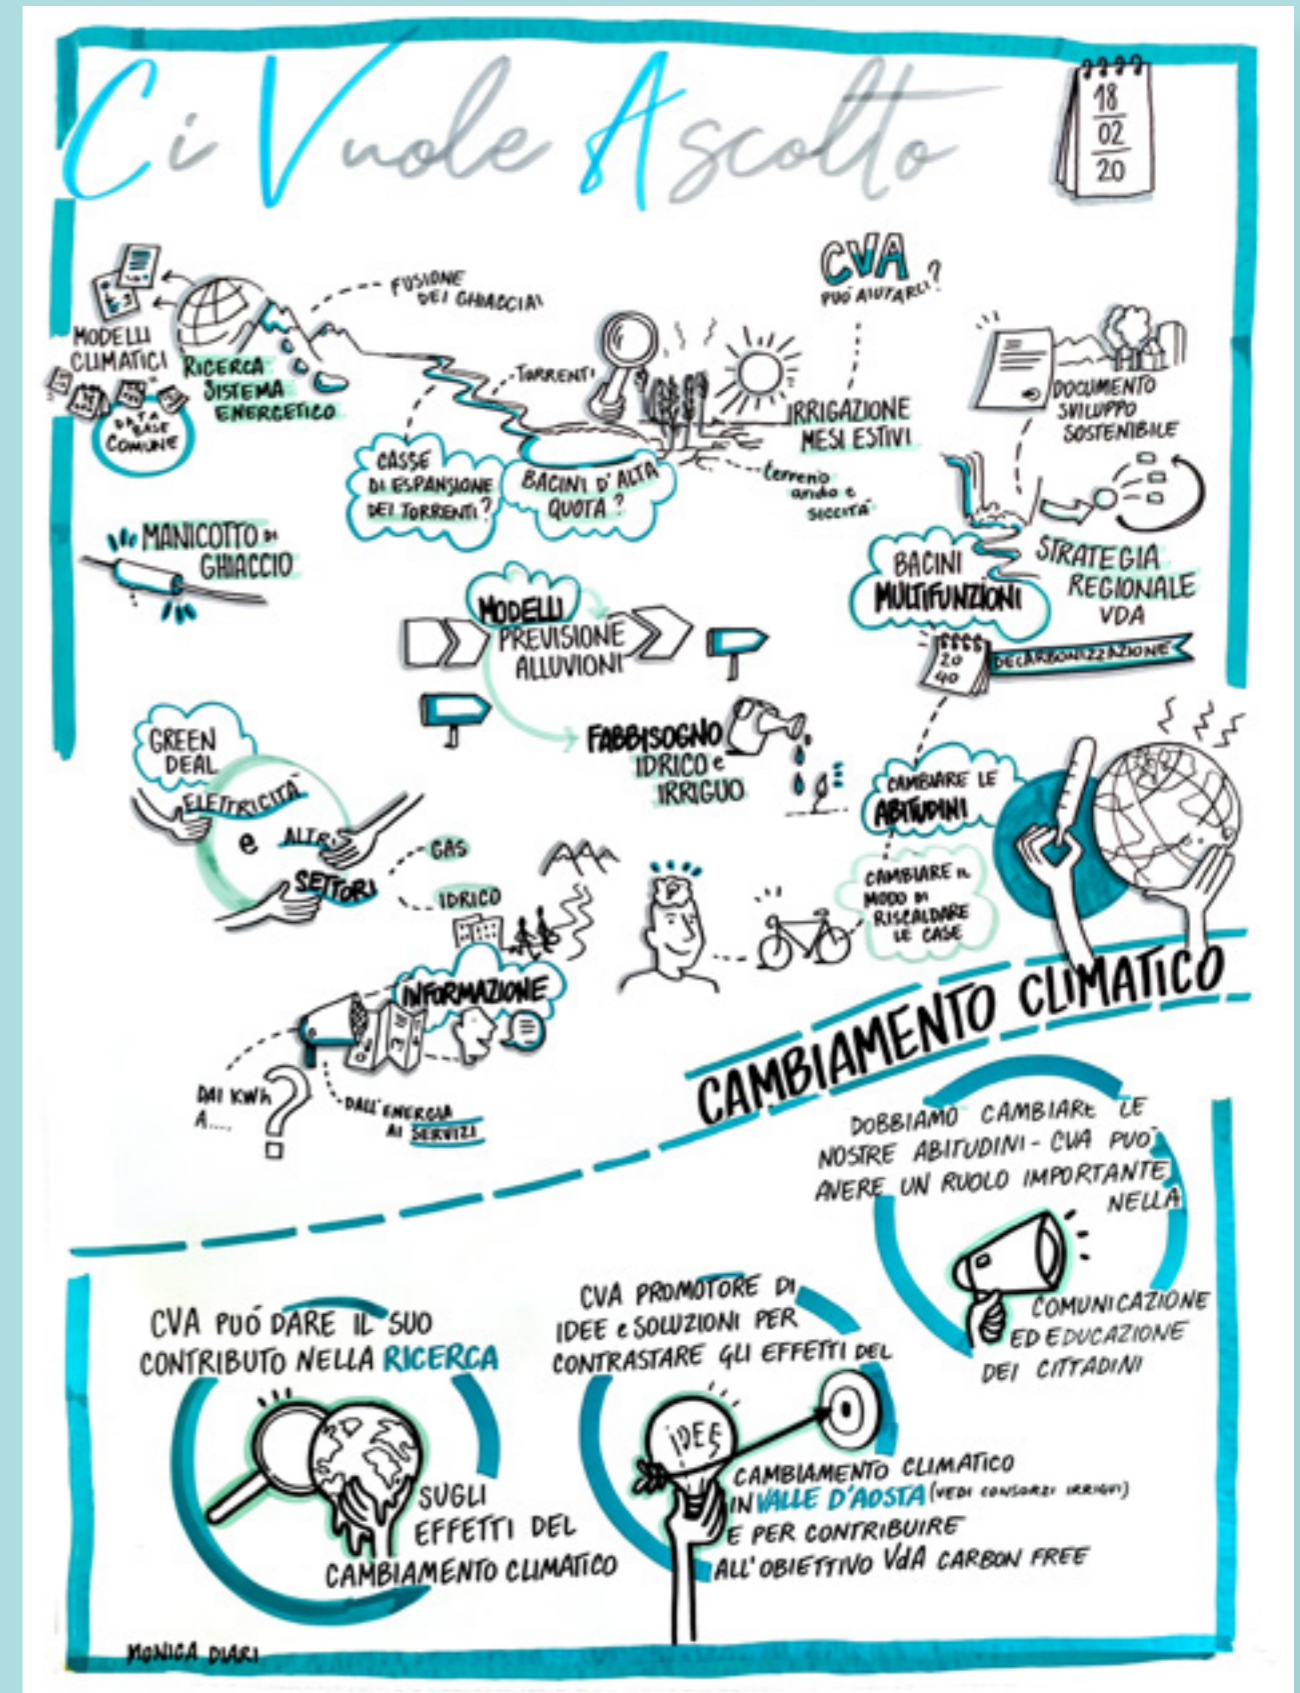 Ci Vuole Ascolto
18
02
20
MODELLI
CLIMATICI
DATA
BASE
COMUNE
RICERCA
SISTEMA
ENERGETICO
FUSIONE
DEI GHIACCIAI
TORRENTI
CASSE
DI ESPANSIONE
DEI TORRENTI?
BACINI D'ALTA
QUOTA?
CVA
PUÓ AIUTARCI?
IRRIGAZIONE
MESI ESTIVI
terreno
arido e
SICCITÀ
DOCUMENTO
SVILUPPO
SOSTENIBILE
MANICOTTO DI
GHIACCIO
BACINI
MULTIFUNZIONI
STRATEGIA
REGIONALE
VDA
20
40
DECARBONIZZAZIONE
MODELLI
PREVISIONE
ALLUVIONI
FABBISOGNO
IDRICO e
IRRIGUO
GREEN
DEAL
ELETTRICITÀ
e ALTRI
SETTORI
GAS
IDRICO
CAMBIARE LE
ABITUDINI
CAMBIARE IL
MODO DI
RISCALDARE
LE CASE
INFORMAZIONE
DAI KWh
A....
?
DALL'ENERGIA
AI SERVIZI
CAMBIAMENTO CLIMATICO
DOBBIAMO CAMBIARE LE
NOSTRE ABITUDINI - CVA PUÓ
AVERE UN RUOLO IMPORTANTE
NELLA
COMUNICAZIONE
ED EDUCAZIONE
DEI CITTADINI
CVA PUÓ DARE IL SUO
CONTRIBUTO NELLA RICERCA
SUGLI
EFFETTI DEL
CAMBIAMENTO CLIMATICO
CVA PROMOTORE DI
IDEE e SOLUZIONI PER
CONTRASTARE GLI EFFETTI DEL
IDEE
CAMBIAMENTO CLIMATICO
IN VALLE D'AOSTA (VEDI CONSORZI IRRIGUI)
E PER CONTRIBUIRE
ALL'OBIETTIVO VdA CARBON FREE
MONICA DIARI